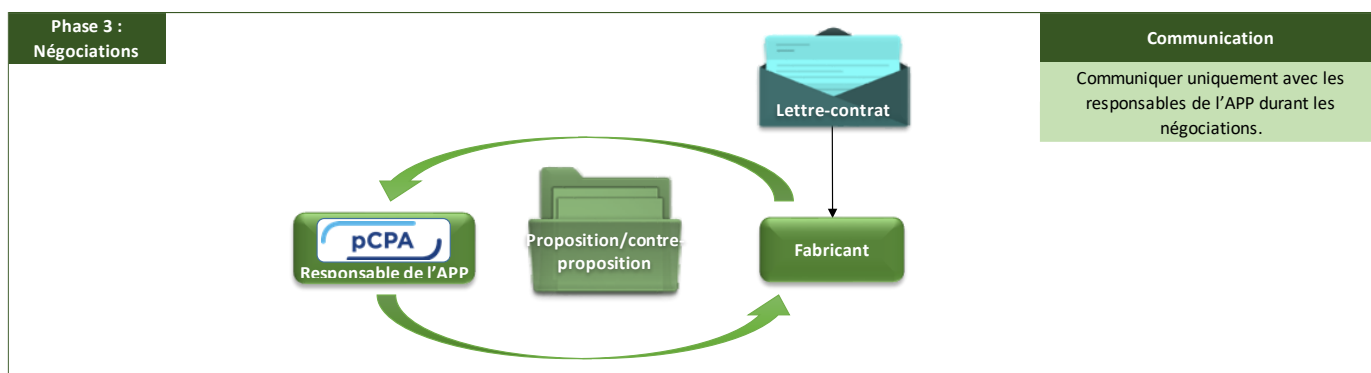 Phase 3 :
Négociations
Communication
Communiquer uniquement avec les
responsables de l’APP durant les
négociations.
Lettre-contrat
pCPA
Responsable de l’APP
Proposition/contre-
proposition
Fabricant